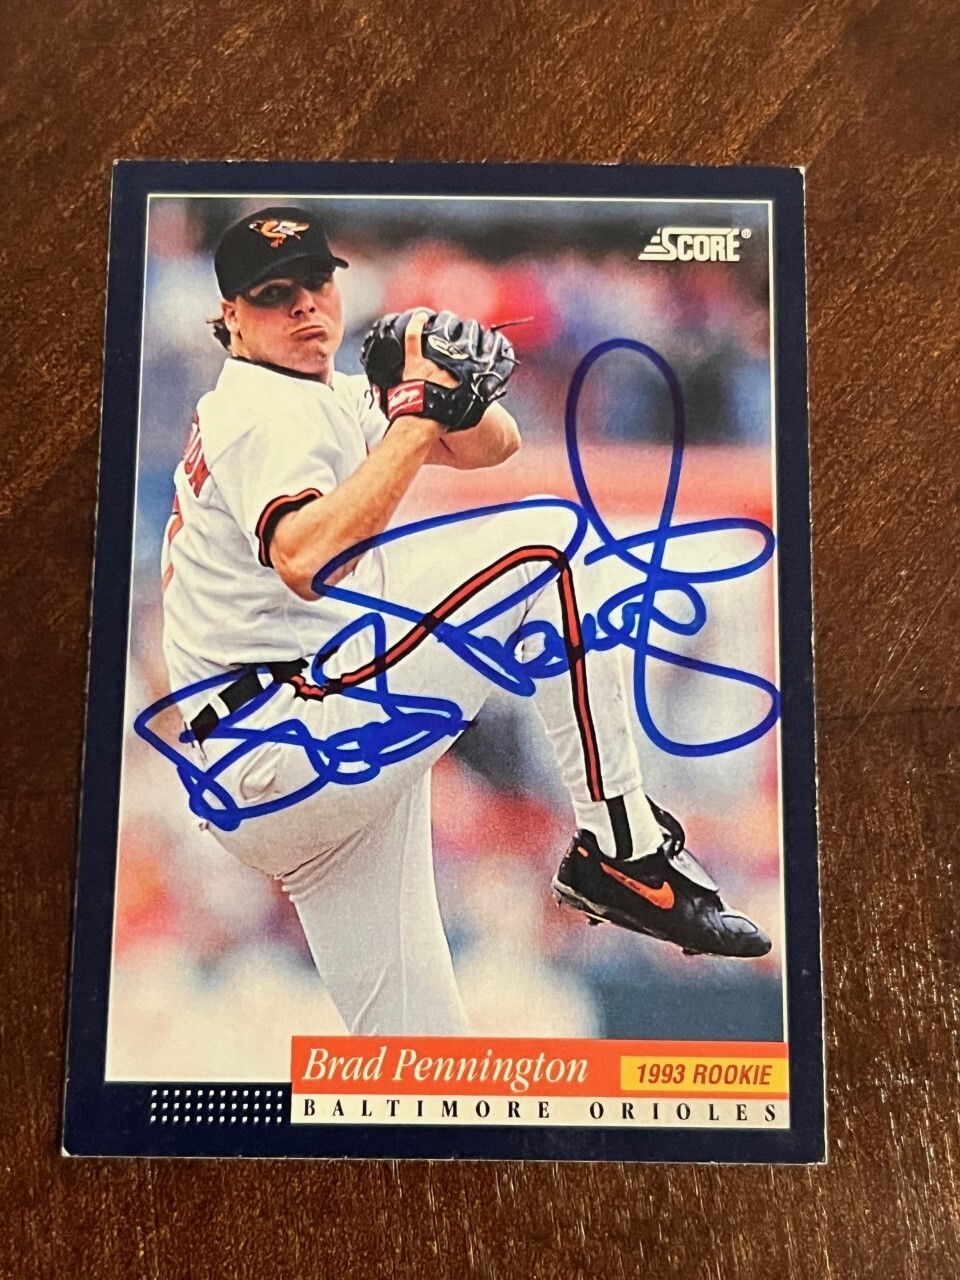 SCORE®
Brad Pennington
1993 ROOKIE
BALTIMORE ORIOLES